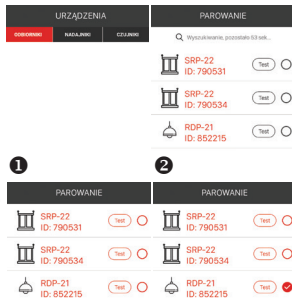 URZĄDZENIA
ODBIORNIKI NADAJNIKI CZUJNIKI
❶
PAROWANIE
Wyszukiwanie, pozostało 53 sek...
SRP-22 Test
ID: 790531
SRP-22 Test
ID: 790534
RDP-21 Test
ID: 852215
❷
PAROWANIE
SRP-22 Test
ID: 790531
SRP-22 Test
ID: 790534
RDP-21 Test
ID: 852215
PAROWANIE
SRP-22 Test
ID: 790531
SRP-22 Test
ID: 790534
RDP-21 Test
ID: 852215